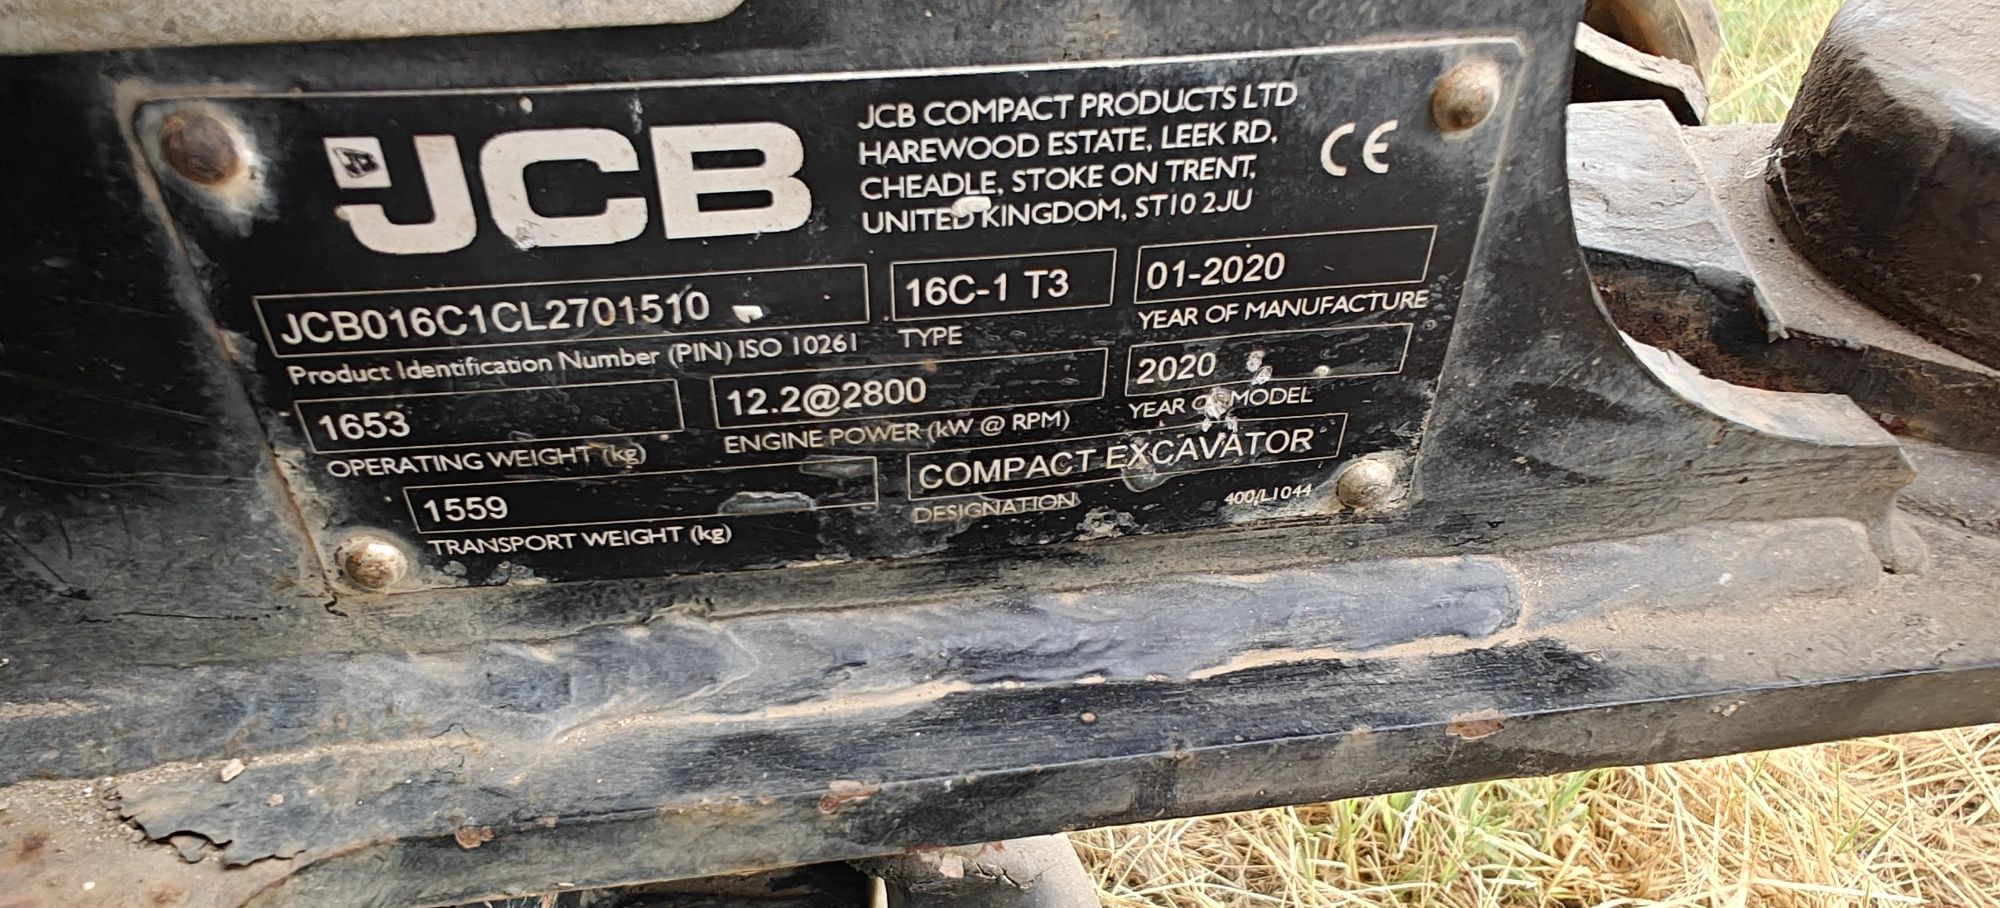 JCB
JCB
JCB COMPACT PRODUCTS LTD
HAREWOOD ESTATE, LEEK RD,
CHEADLE, STOKE ON TRENT,
UNITED KINGDOM, ST10 2JU
CE
JCB016C1CL2701510
Product Identification Number (PIN) ISO 10261
16C-1 T3
TYPE
01-2020
YEAR OF MANUFACTURE
1653
OPERATING WEIGHT (kg)
12.2@2800
ENGINE POWER (kW @ RPM)
2020
YEAR OF MODEL
1559
TRANSPORT WEIGHT (kg)
COMPACT EXCAVATOR
DESIGNATION
400/L1044